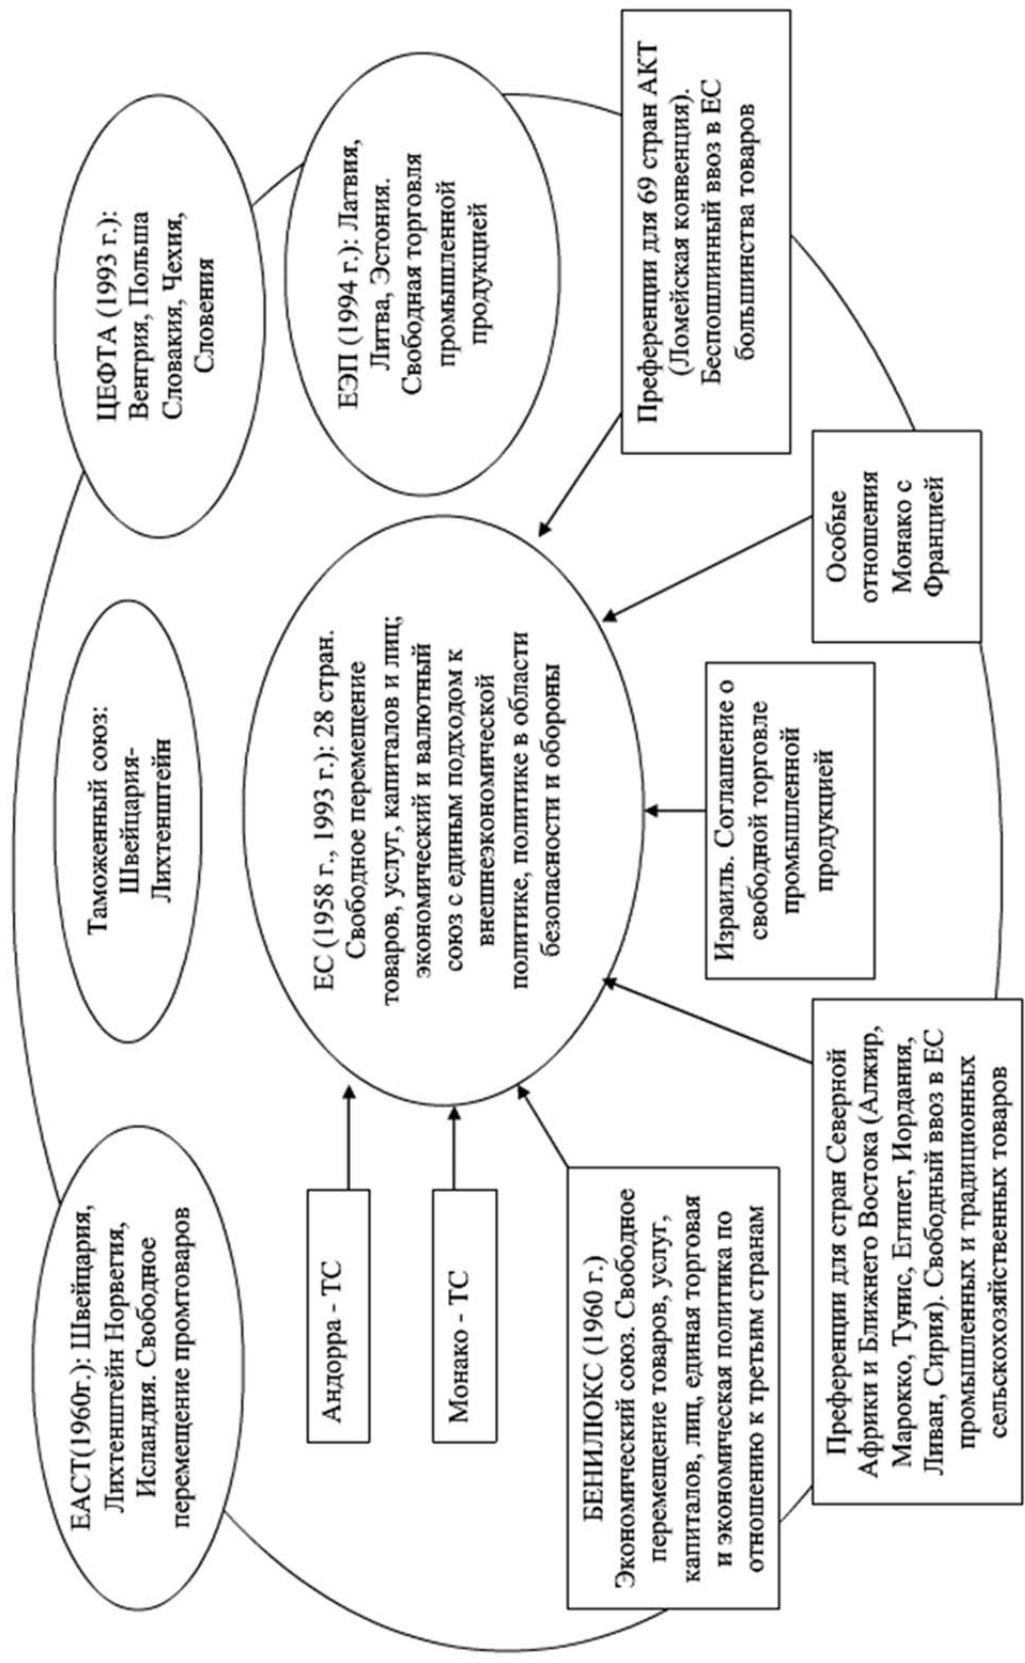 ЕАСТ(1960г.): Швейцария,
Лихтенштейн Норвегия,
Исландия. Свободное
перемещение промтоваров
Таможенный союз:
Швейцария-
Лихтенштейн
ЦЕФТА (1993 г.):
Венгрия, Польша
Словакия, Чехия,
Словения
Андорра - ТС
Монако - ТС
ЕС (1958 г., 1993 г.): 28 стран.
Свободное перемещение
товаров, услуг, капиталов и лиц;
экономический и валютный
союз с единым подходом к
внешнеэкономической
политике, политике в области
безопасности и обороны
ЕЭП (1994 г.): Латвия,
Литва, Эстония.
Свободная торговля
промышленной
продукцией
БЕНИЛЮКС (1960 г.)
Экономический союз. Свободное
перемещение товаров, услуг,
капиталов, лиц, единая торговая
и экономическая политика по
отношению к третьим странам
Преференции для стран Северной
Африки и Ближнего Востока (Алжир,
Марокко, Тунис, Египет, Иордания,
Ливан, Сирия). Свободный ввоз в ЕС
промышленных и традиционных
сельскохозяйственных товаров
Израиль. Соглашение о
свободной торговле
промышленной
продукцией
Особые
отношения
Монако с
Францией
Преференции для 69 стран АКТ
(Ломейская конвенция).
Беспошлинный ввоз в ЕС
большинства товаров